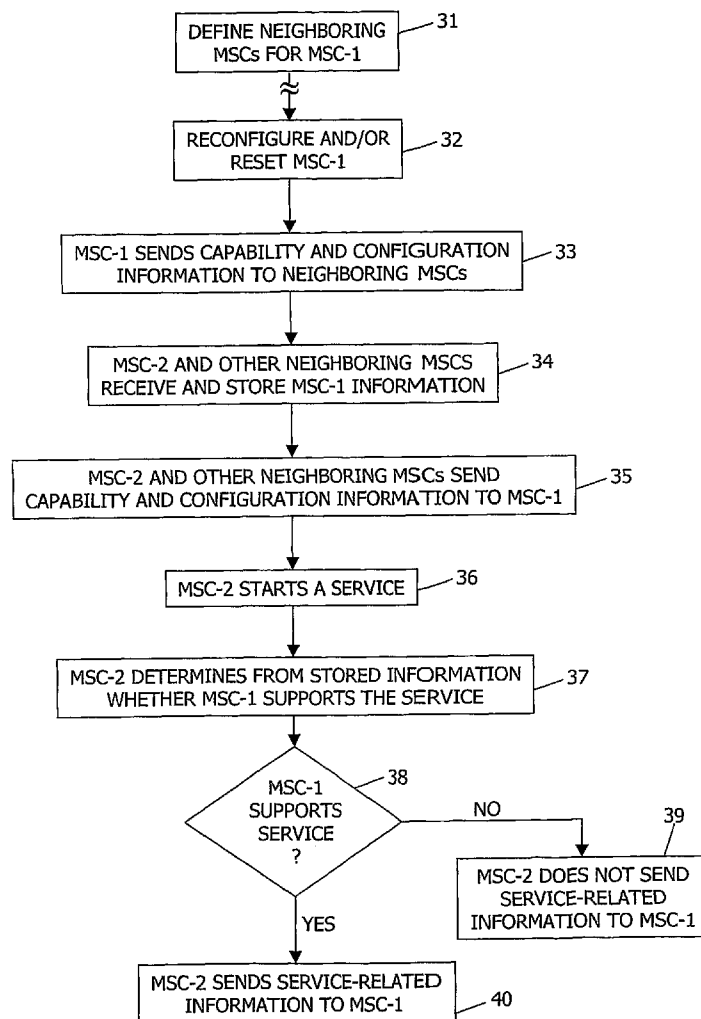 DEFINE NEIGHBORING
MSCs FOR MSC-1
31
RECONFIGURE AND/OR
RESET MSC-1
32
MSC-1 SENDS CAPABILITY AND CONFIGURATION
INFORMATION TO NEIGHBORING MSCs
33
MSC-2 AND OTHER NEIGHBORING MSCS
RECEIVE AND STORE MSC-1 INFORMATION
34
MSC-2 AND OTHER NEIGHBORING MSCs SEND
CAPABILITY AND CONFIGURATION INFORMATION TO MSC-1
35
MSC-2 STARTS A SERVICE
36
MSC-2 DETERMINES FROM STORED INFORMATION
WHETHER MSC-1 SUPPORTS THE SERVICE
37
MSC-1
SUPPORTS
SERVICE
?
38
NO
39
MSC-2 DOES NOT SEND
SERVICE-RELATED
INFORMATION TO MSC-1
YES
MSC-2 SENDS SERVICE-RELATED
INFORMATION TO MSC-1
40